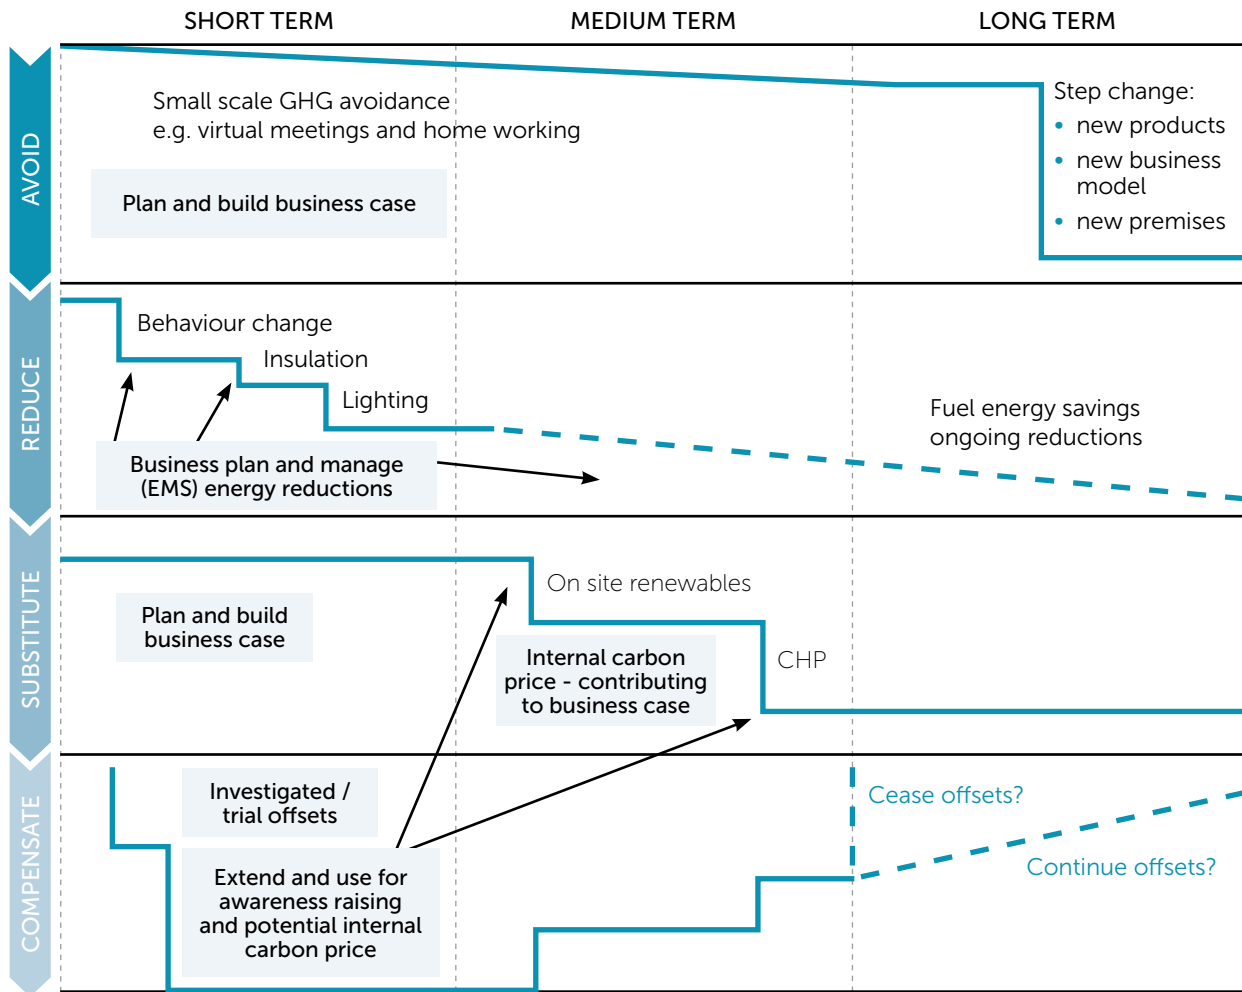 SHORT TERM
MEDIUM TERM
LONG TERM
AVOID
Small scale GHG avoidance
e.g. virtual meetings and home working
Plan and build business case
Step change:
• new products
• new business
model
• new premises
REDUCE
Behaviour change
Insulation
Lighting
Business plan and manage
(EMS) energy reductions
Fuel energy savings
ongoing reductions
SUBSTITUTE
Plan and build
business case
On site renewables
Internal carbon
price - contributing
to business case
CHP
COMPENSATE
Investigated /
trial offsets
Extend and use for
awareness raising
and potential internal
carbon price
Cease offsets?
Continue offsets?